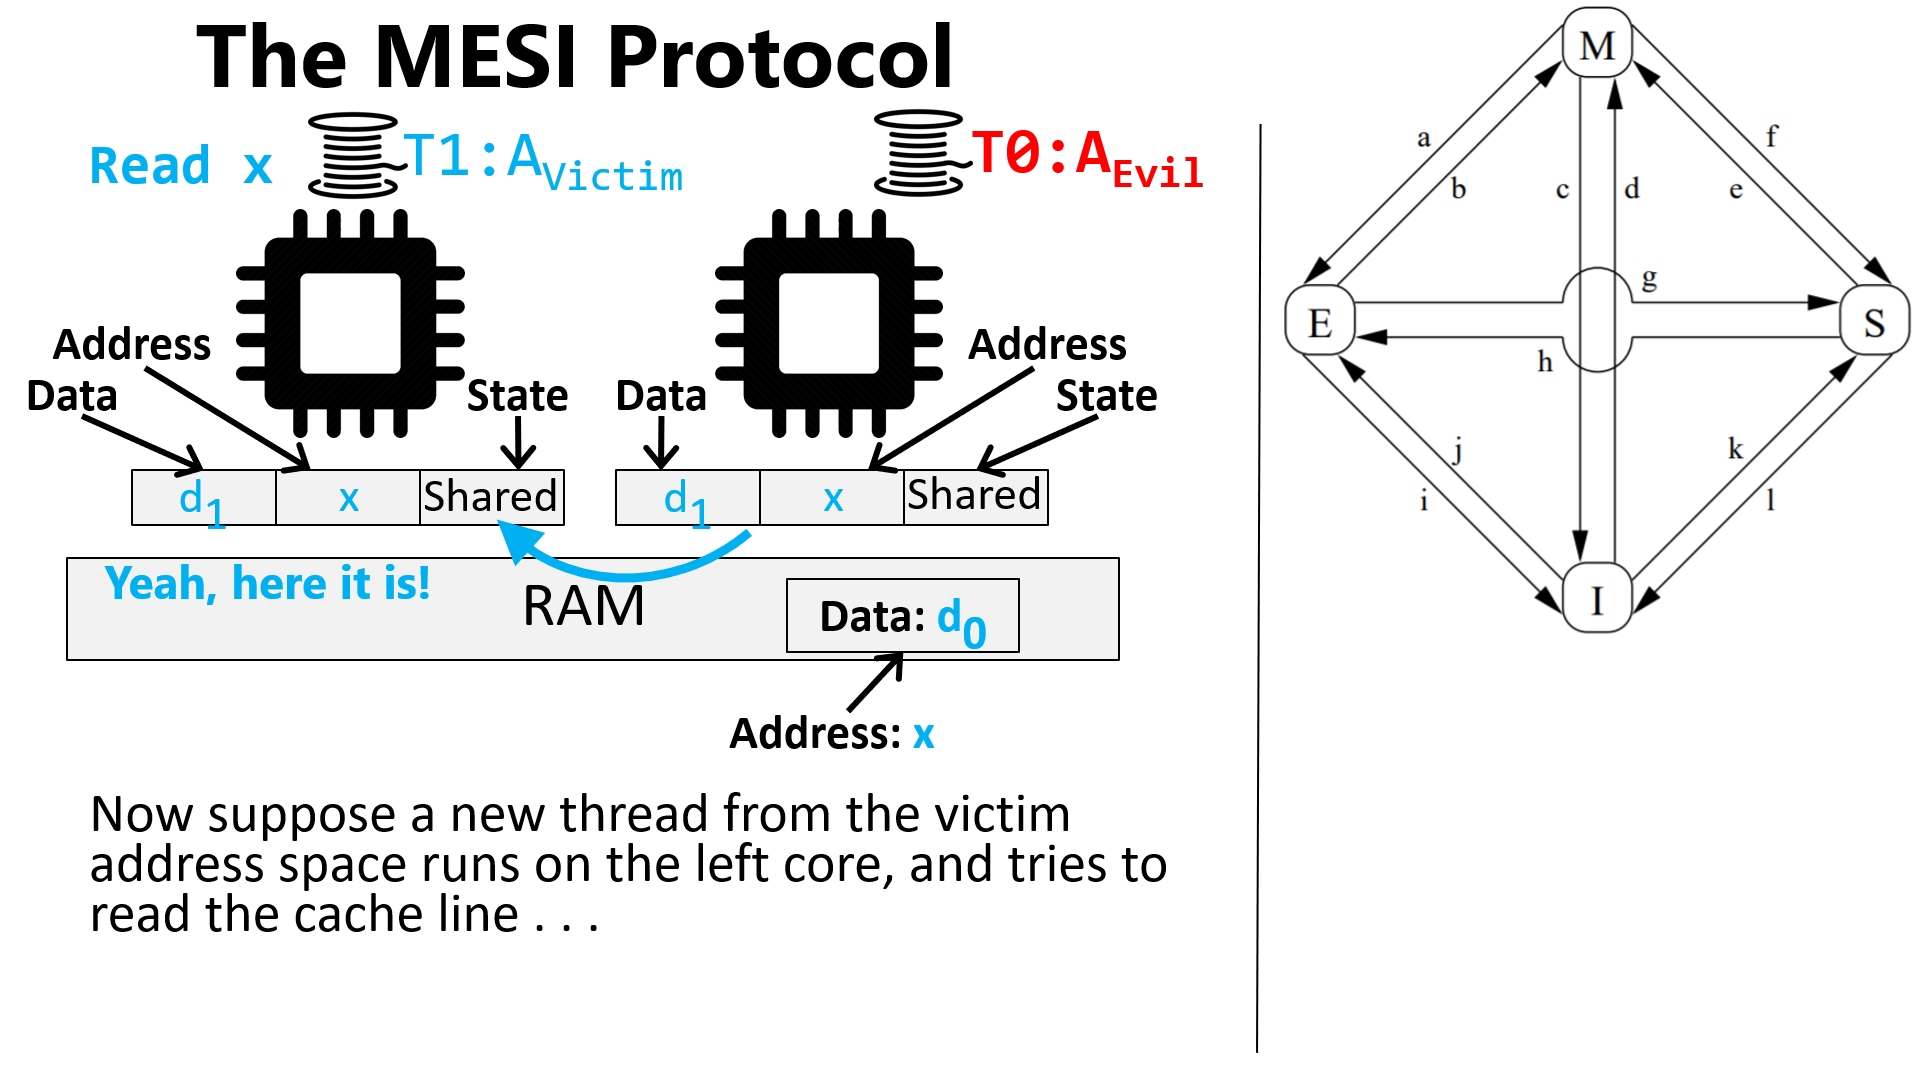 The MESI Protocol
Read x
T1:AVictim
T0:AEvil
Address
Data
State
Data
Address
State
d1 x Shared
d1 x Shared
Yeah, here it is!
RAM
Data: d0
Address: x
Now suppose a new thread from the victim
address space runs on the left core, and tries to
read the cache line . . .
M
a
f
b
c
d
e
g
E
S
h
j
k
i
l
I